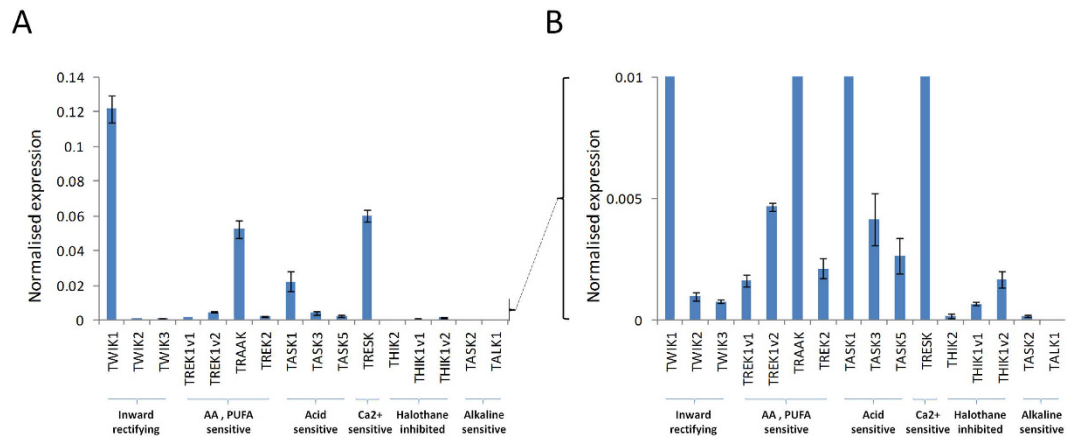 A
B
Normalised expression
0.14
0.12
0.1
0.08
0.06
0.04
0.02
0
TWIK1
TWIK2
TWIK3
TREK1v1
TREK1v2
TRAAK
TREK2
TASK1
TASK3
TASK5
TRESK
THIK2
THIK1v1
THIK1v2
TASK2
TALK1
Inward
rectifying
AA , PUFA
sensitive
Acid
sensitive
Ca2+
sensitive
Halothane
inhibited
Alkaline
sensitive
Normalised expression
0.01
0.005
0
TWIK1
TWIK2
TWIK3
TREK1v1
TREK1v2
TRAAK
TREK2
TASK1
TASK3
TASK5
TRESK
THIK2
THIK1v1
THIK1v2
TASK2
TALK1
Inward
rectifying
AA , PUFA
sensitive
Acid
sensitive
Ca2+
sensitive
Halothane
inhibited
Alkaline
sensitive